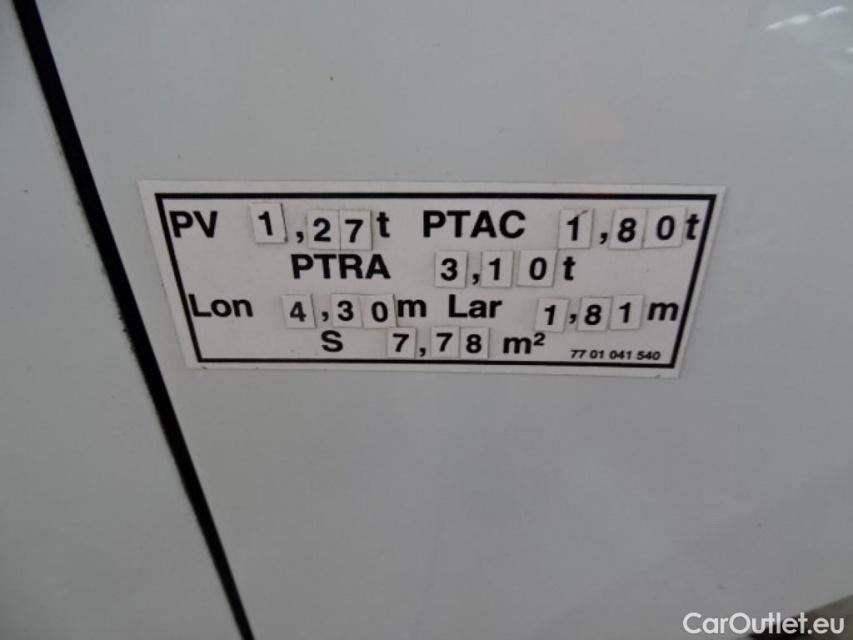 PV 1,27t PTAC 1,80t
PTRA 3,10t
Lon 4,30m Lar 1,81m
S 7,78 m²
77 01 041 540
CarOutlet.eu